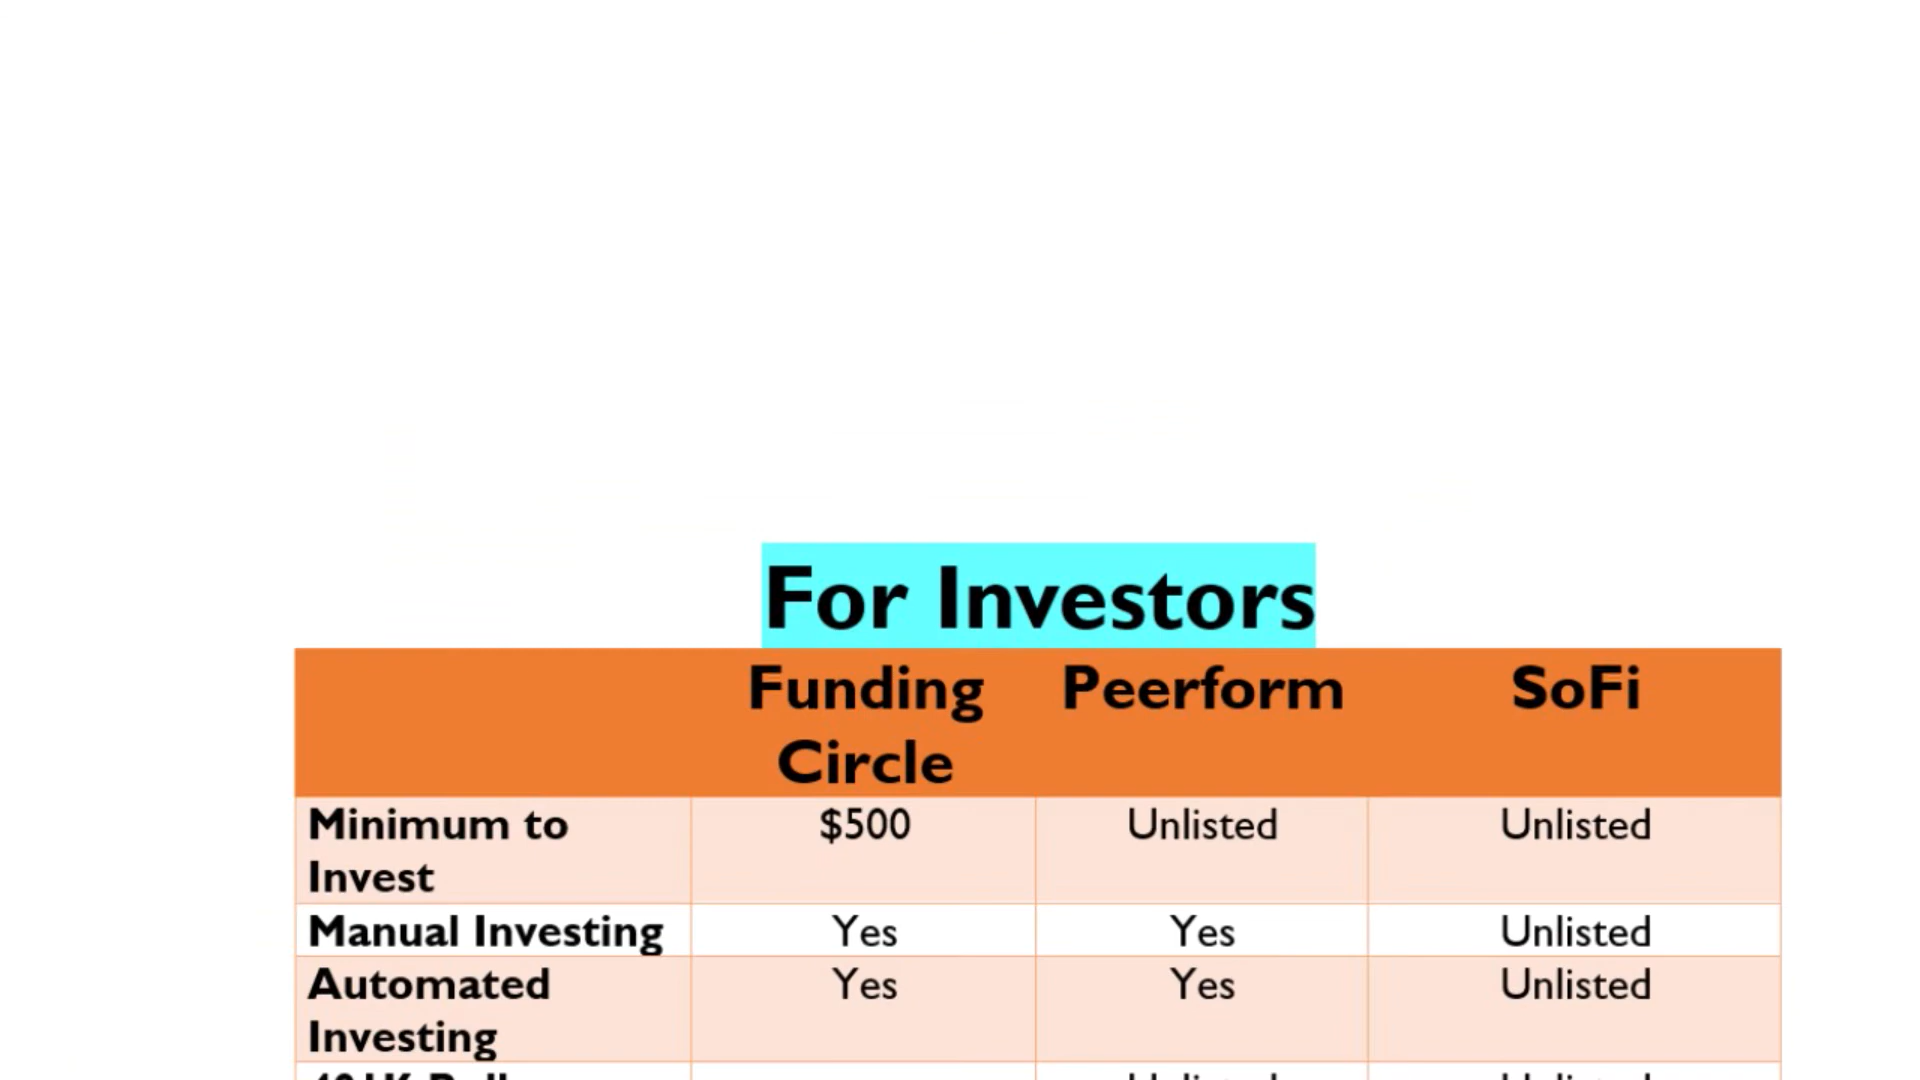 For Investors
Funding Peerform SoFi
Circle
Minimum to $500 Unlisted Unlisted
Invest
Manual Investing Yes Yes Unlisted
Automated Yes Yes Unlisted
Investing